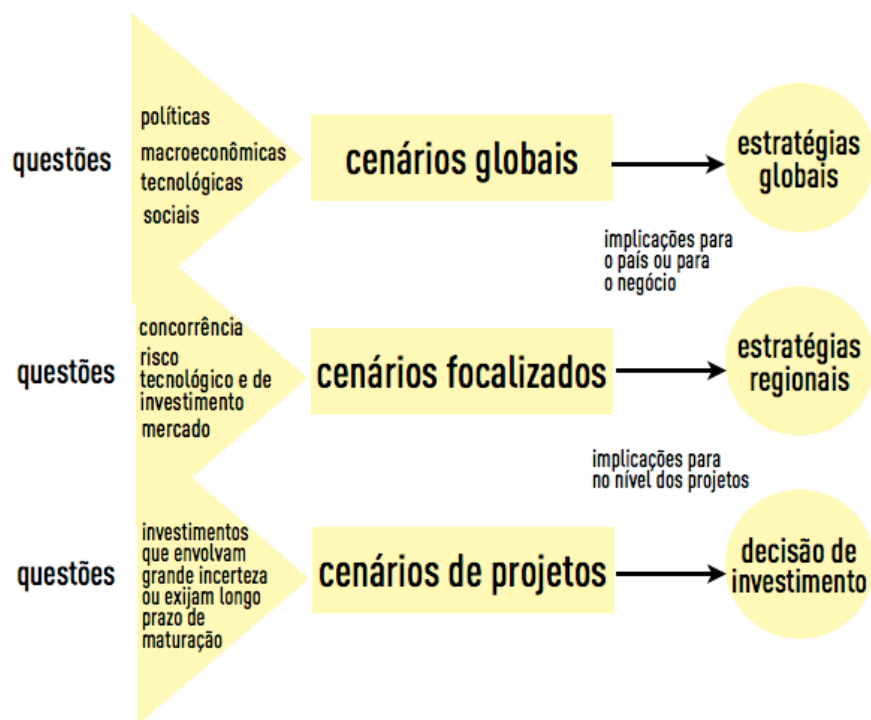 questões
políticas
macroeconômicas
tecnológicas
sociais
cenários globais
estratégias
globais
implicações para
o país ou para
o negócio
questões
concorrência
risco
tecnológico e de
investimento
mercado
cenários focalizados
estratégias
regionais
implicações para
no nível dos projetos
questões
investimentos
que envolvam
grande incerteza
ou exijam longo
prazo de
maturação
cenários de projetos
decisão de
investimento